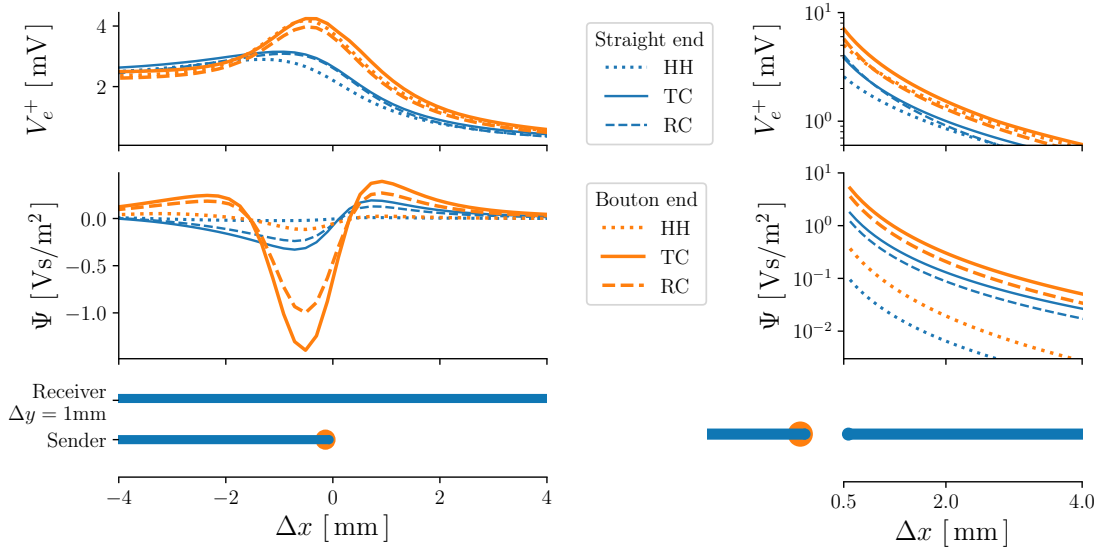 4
2
V_e^+ [mV]
Straight end
HH
TC
RC
10^1
10^0
V_e^+ [mV]
0.0
−0.5
−1.0
Ψ [Vs/m^2]
Bouton end
HH
TC
RC
10^1
10^0
10^−1
10^−2
Ψ [Vs/m^2]
Receiver
Δy = 1mm
Sender
−4 −2 0 2 4
Δx [mm]
0.5 2.0 4.0
Δx [mm]